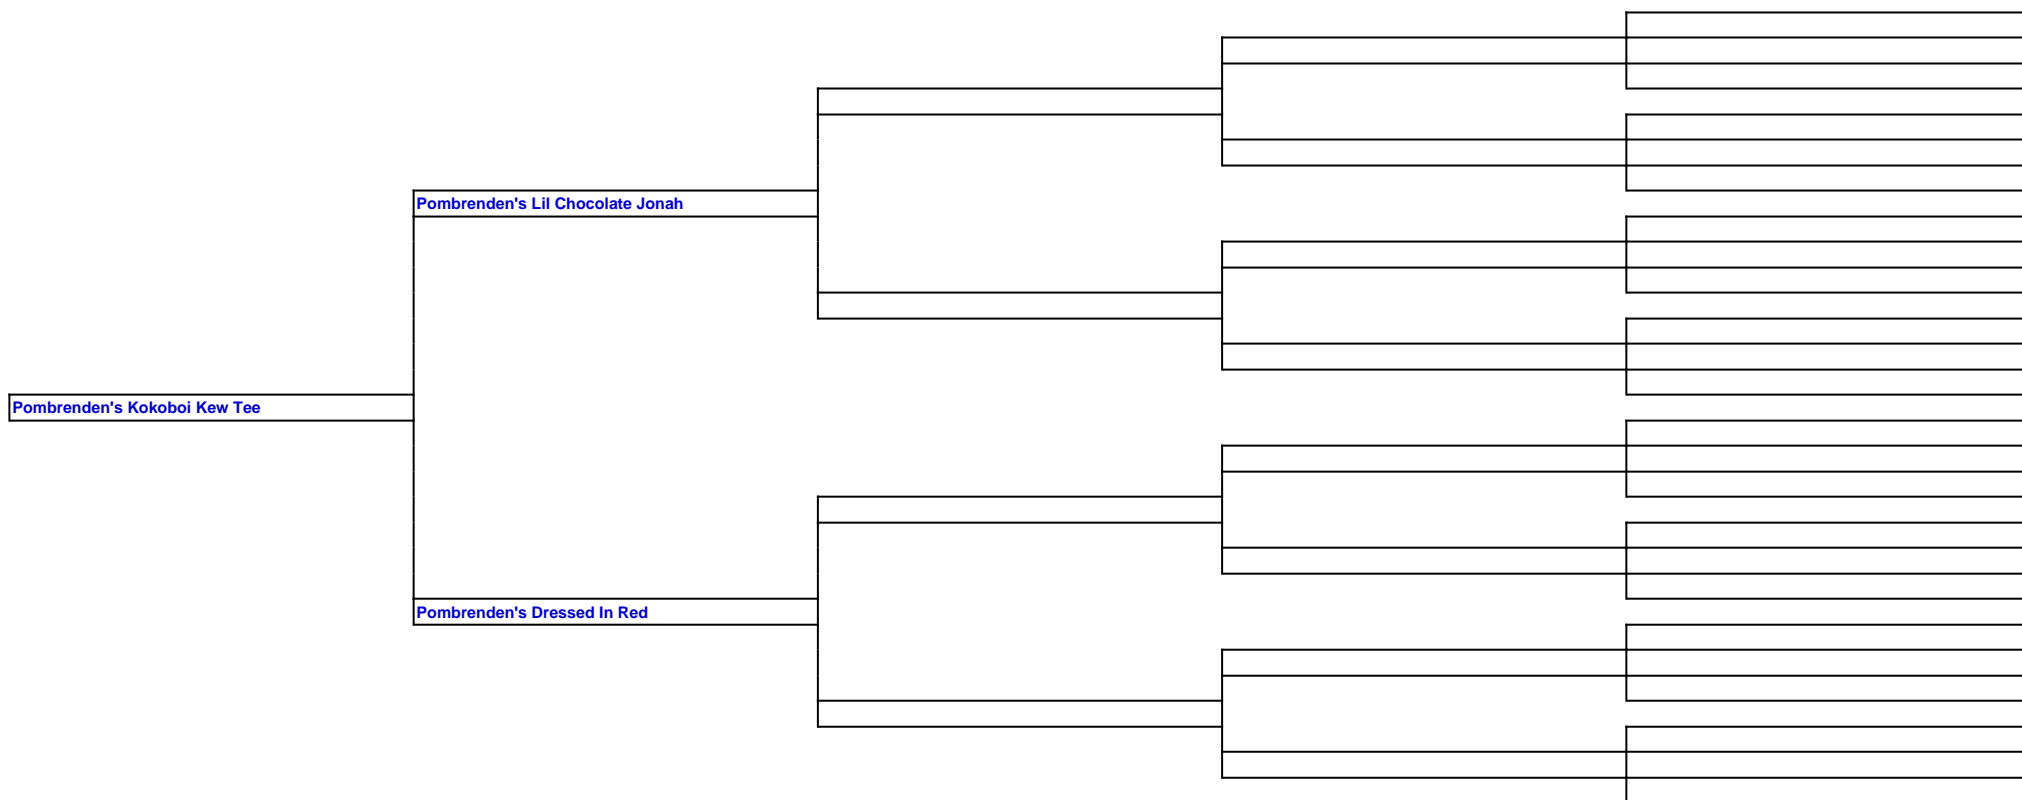 Pombrenden's Lil Chocolate Jonah
Pombrenden's Kokoboi Kew Tee
Pombrenden's Dressed In Red